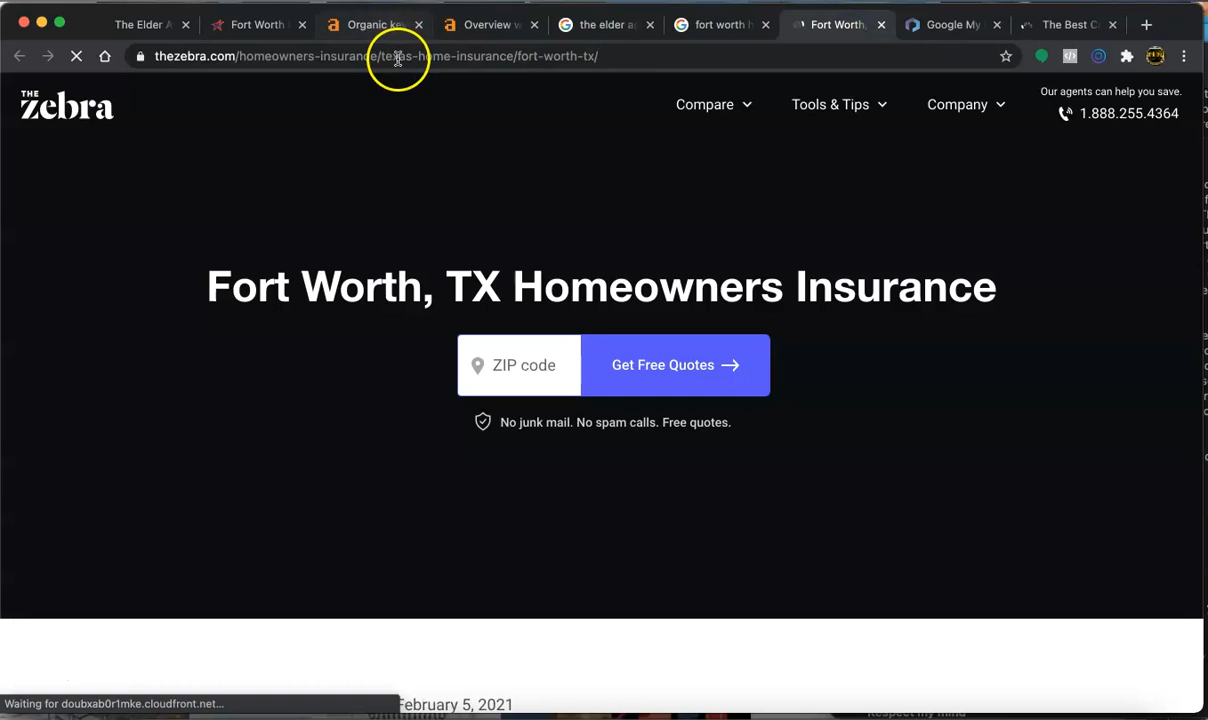 The Elder A
Fort Worth
Organic ke
Overview
the elder a
fort worth h
Fort Worth,
Google My
The Best C
thezebra.com/homeowners-insurance/texas-home-insurance/fort-worth-tx/
THE
Zebra
Compare
Tools & Tips
Company
Our agents can help you save.
1.888.255.4364
Fort Worth, TX Homeowners Insurance
ZIP code
Get Free Quotes
No junk mail. No spam calls. Free quotes.
February 5, 2021
Waiting for doubxab0r1mke.cloudfront.net...
Respect my mind